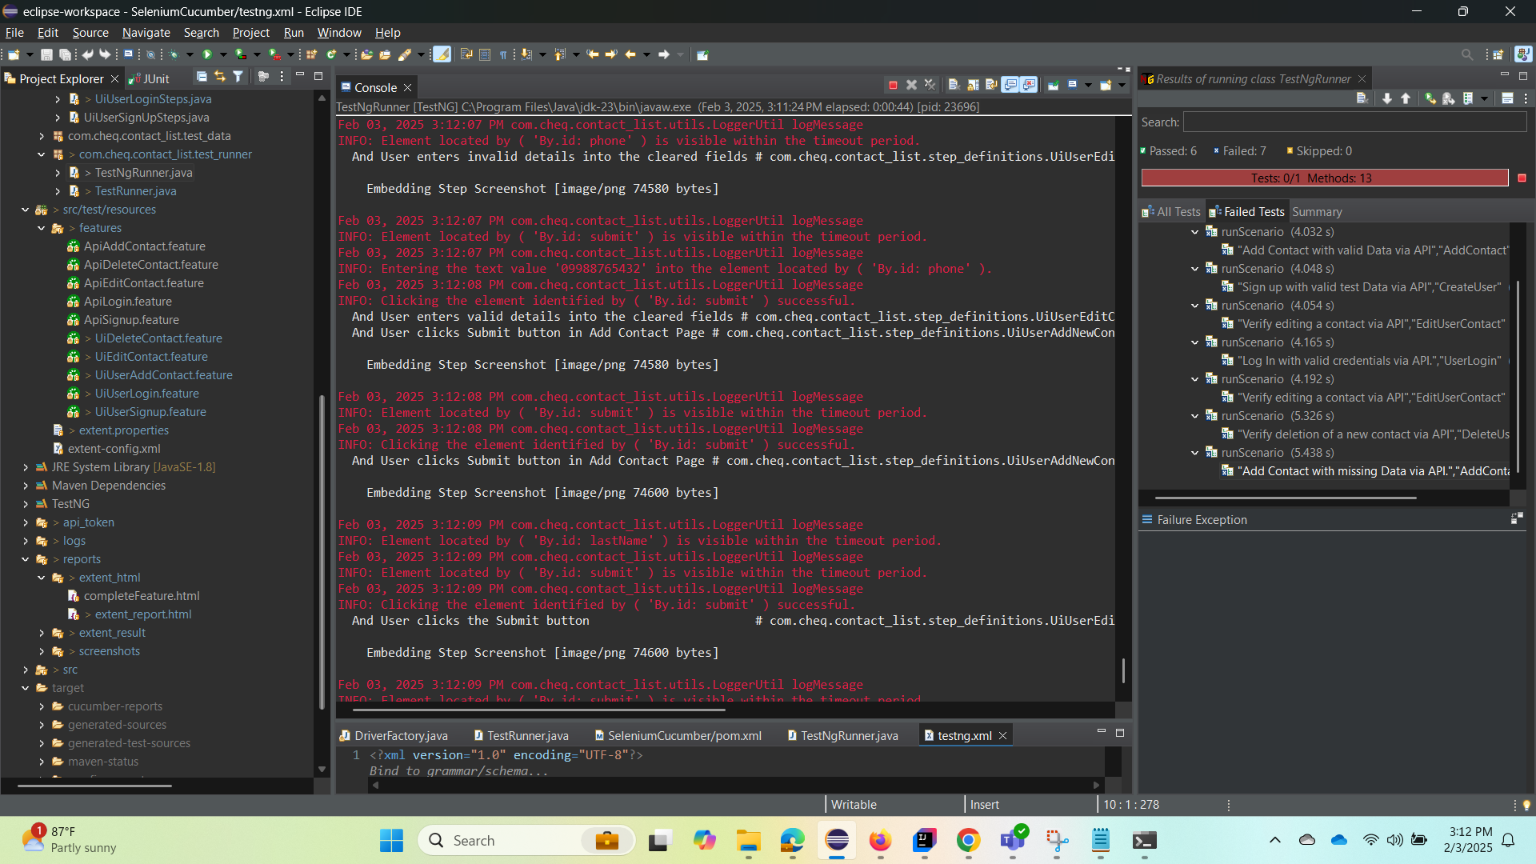 eclipse-workspace - SeleniumCucumber/testng.xml - Eclipse IDE
File Edit Source Navigate Search Project Run Window Help
Project Explorer
JUnit
UiUserLoginSteps.java
UiUserSignUpSteps.java
com.cheq.contact_list.test_data
> com.cheq.contact_list.test_runner
> TestNgRunner.java
> TestRunner.java
> src/test/resources
> features
ApiAddContact.feature
ApiDeleteContact.feature
ApiEditContact.feature
ApiLogin.feature
ApiSignup.feature
> UiDeleteContact.feature
> UiEditContact.feature
> UiUserAddContact.feature
> UiUserLogin.feature
> UiUserSignup.feature
> extent.properties
extent-config.xml
JRE System Library [JavaSE-1.8]
Maven Dependencies
TestNG
> api_token
> logs
> reports
> extent_html
completeFeature.html
> extent_report.html
> extent_result
> screenshots
> src
target
cucumber-reports
generated-sources
generated-test-sources
maven-status
Console
TestNgRunner [TestNG] C:\Program Files\Java\jdk-23\bin\javaw.exe (Feb 3, 2025, 3:11:24 PM elapsed: 0:00:44) [pid: 23696]
Feb 03, 2025 3:12:07 PM com.cheq.contact_list.utils.LoggerUtil logMessage
INFO: Element located by ( 'By.id: phone' ) is visible within the timeout period.
And User enters invalid details into the cleared fields # com.cheq.contact_list.step_definitions.UiUserEdi
Embedding Step Screenshot [image/png 74580 bytes]
Feb 03, 2025 3:12:07 PM com.cheq.contact_list.utils.LoggerUtil logMessage
INFO: Element located by ( 'By.id: submit' ) is visible within the timeout period.
Feb 03, 2025 3:12:07 PM com.cheq.contact_list.utils.LoggerUtil logMessage
INFO: Entering the text value '09988765432' into the element located by ( 'By.id: phone' ).
Feb 03, 2025 3:12:08 PM com.cheq.contact_list.utils.LoggerUtil logMessage
INFO: Clicking the element identified by ( 'By.id: submit' ) successful.
And User enters valid details into the cleared fields # com.cheq.contact_list.step_definitions.UiUserEditC
And User clicks Submit button in Add Contact Page # com.cheq.contact_list.step_definitions.UiUserAddNewCon
Embedding Step Screenshot [image/png 74580 bytes]
Feb 03, 2025 3:12:08 PM com.cheq.contact_list.utils.LoggerUtil logMessage
INFO: Element located by ( 'By.id: submit' ) is visible within the timeout period.
Feb 03, 2025 3:12:08 PM com.cheq.contact_list.utils.LoggerUtil logMessage
INFO: Clicking the element identified by ( 'By.id: submit' ) successful.
And User clicks Submit button in Add Contact Page # com.cheq.contact_list.step_definitions.UiUserAddNewCon
Embedding Step Screenshot [image/png 74600 bytes]
Feb 03, 2025 3:12:09 PM com.cheq.contact_list.utils.LoggerUtil logMessage
INFO: Element located by ( 'By.id: lastName' ) is visible within the timeout period.
Feb 03, 2025 3:12:09 PM com.cheq.contact_list.utils.LoggerUtil logMessage
INFO: Element located by ( 'By.id: submit' ) is visible within the timeout period.
Feb 03, 2025 3:12:09 PM com.cheq.contact_list.utils.LoggerUtil logMessage
INFO: Clicking the element identified by ( 'By.id: submit' ) successful.
And User clicks the Submit button # com.cheq.contact_list.step_definitions.UiUserEdi
Embedding Step Screenshot [image/png 74600 bytes]
Feb 03, 2025 3:12:09 PM com.cheq.contact_list.utils.LoggerUtil logMessage
INFO: Element located by ( 'By.id: submit' ) is visible within the timeout period.
DriverFactory.java
TestRunner.java
SeleniumCucumber/pom.xml
TestNgRunner.java
testng.xml
1 <?xml version="1.0" encoding="UTF-8"?>
Bind to grammar/schema...
Results of running class TestNgRunner
Search:
Passed: 6 Failed: 7 Skipped: 0
Tests: 0/1 Methods: 13
All Tests Failed Tests Summary
runScenario (4.032 s)
"Add Contact with valid Data via API","AddContact"
runScenario (4.048 s)
"Sign up with valid test Data via API","CreateUser"
runScenario (4.054 s)
"Verify editing a contact via API","EditUserContact"
runScenario (4.165 s)
"Log In with valid credentials via API.","UserLogin"
runScenario (4.192 s)
"Verify editing a contact via API","EditUserContact"
runScenario (5.326 s)
"Verify deletion of a new contact via API","DeleteUs
runScenario (5.438 s)
"Add Contact with missing Data via API.","AddConta
Failure Exception
Writable
Insert
10 : 1 : 278
1
87°F
Partly sunny
Search
3:12 PM
2/3/2025